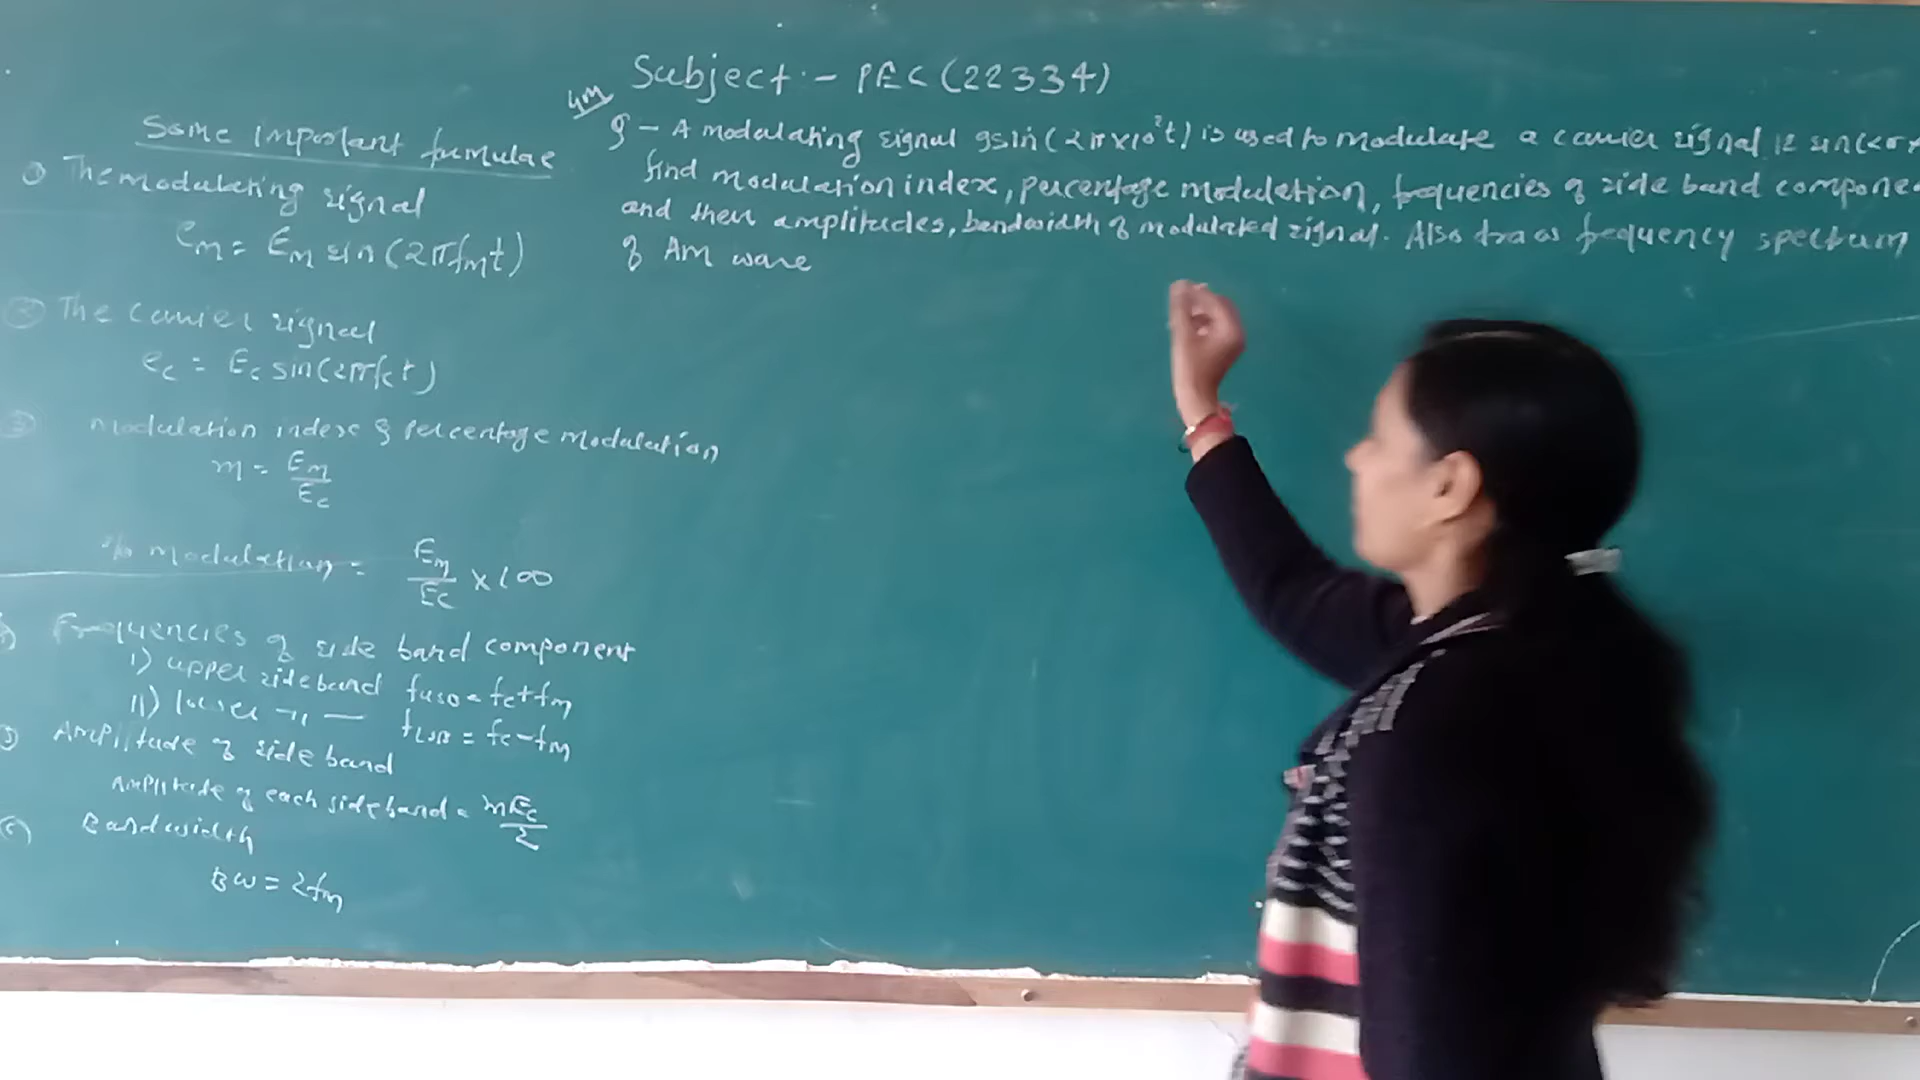 Subject :- PEC (22334)
4M
Q - A modulating signal 9sin(2π×10³t) is used to modulate a carrier signal 12 sin(2π×
find modulation index, percentage modulation, frequencies of side band compone
and their amplitudes, bandwidth of modulated signal. Also draw frequency spectrum
of AM wave
Some important fumulae
① The modulating signal
em = Em sin(2πfmt)
② The carrier signal
ec = Ec sin(2πfct)
③ modulation index & percentage modulation
m = Em/Ec
% modulation = Em/Ec × 100
Frequencies of side band component
i) upper sideband fUSB = fc+fm
ii) lower -11- fLSB = fc-fm
Amplitude of side band
Amplitude of each sideband = mEc/2
Bandwidth
BW = 2fm